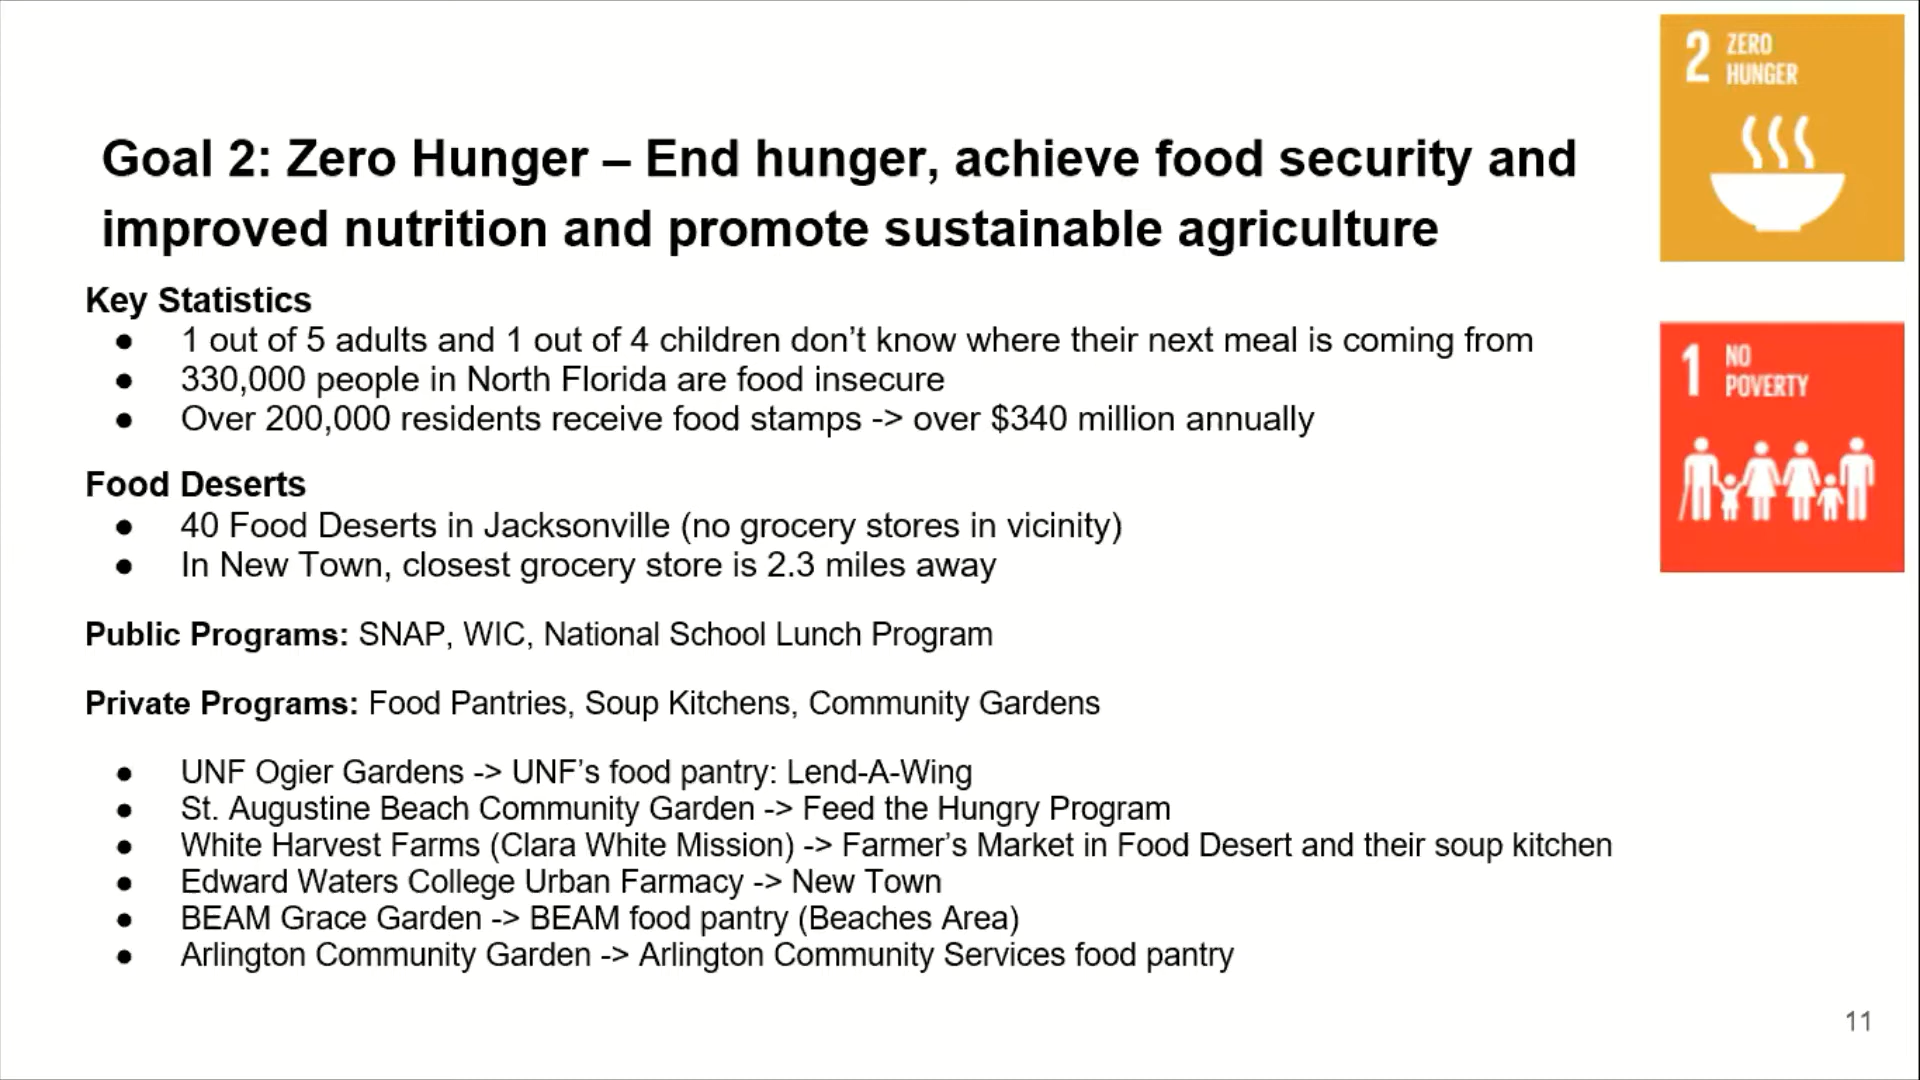 2 ZERO
HUNGER
Goal 2: Zero Hunger – End hunger, achieve food security and
improved nutrition and promote sustainable agriculture
Key Statistics
● 1 out of 5 adults and 1 out of 4 children don’t know where their next meal is coming from
● 330,000 people in North Florida are food insecure
● Over 200,000 residents receive food stamps -> over $340 million annually
1 NO
POVERTY
Food Deserts
● 40 Food Deserts in Jacksonville (no grocery stores in vicinity)
● In New Town, closest grocery store is 2.3 miles away
Public Programs: SNAP, WIC, National School Lunch Program
Private Programs: Food Pantries, Soup Kitchens, Community Gardens
● UNF Ogier Gardens -> UNF’s food pantry: Lend-A-Wing
● St. Augustine Beach Community Garden -> Feed the Hungry Program
● White Harvest Farms (Clara White Mission) -> Farmer’s Market in Food Desert and their soup kitchen
● Edward Waters College Urban Farmacy -> New Town
● BEAM Grace Garden -> BEAM food pantry (Beaches Area)
● Arlington Community Garden -> Arlington Community Services food pantry
11